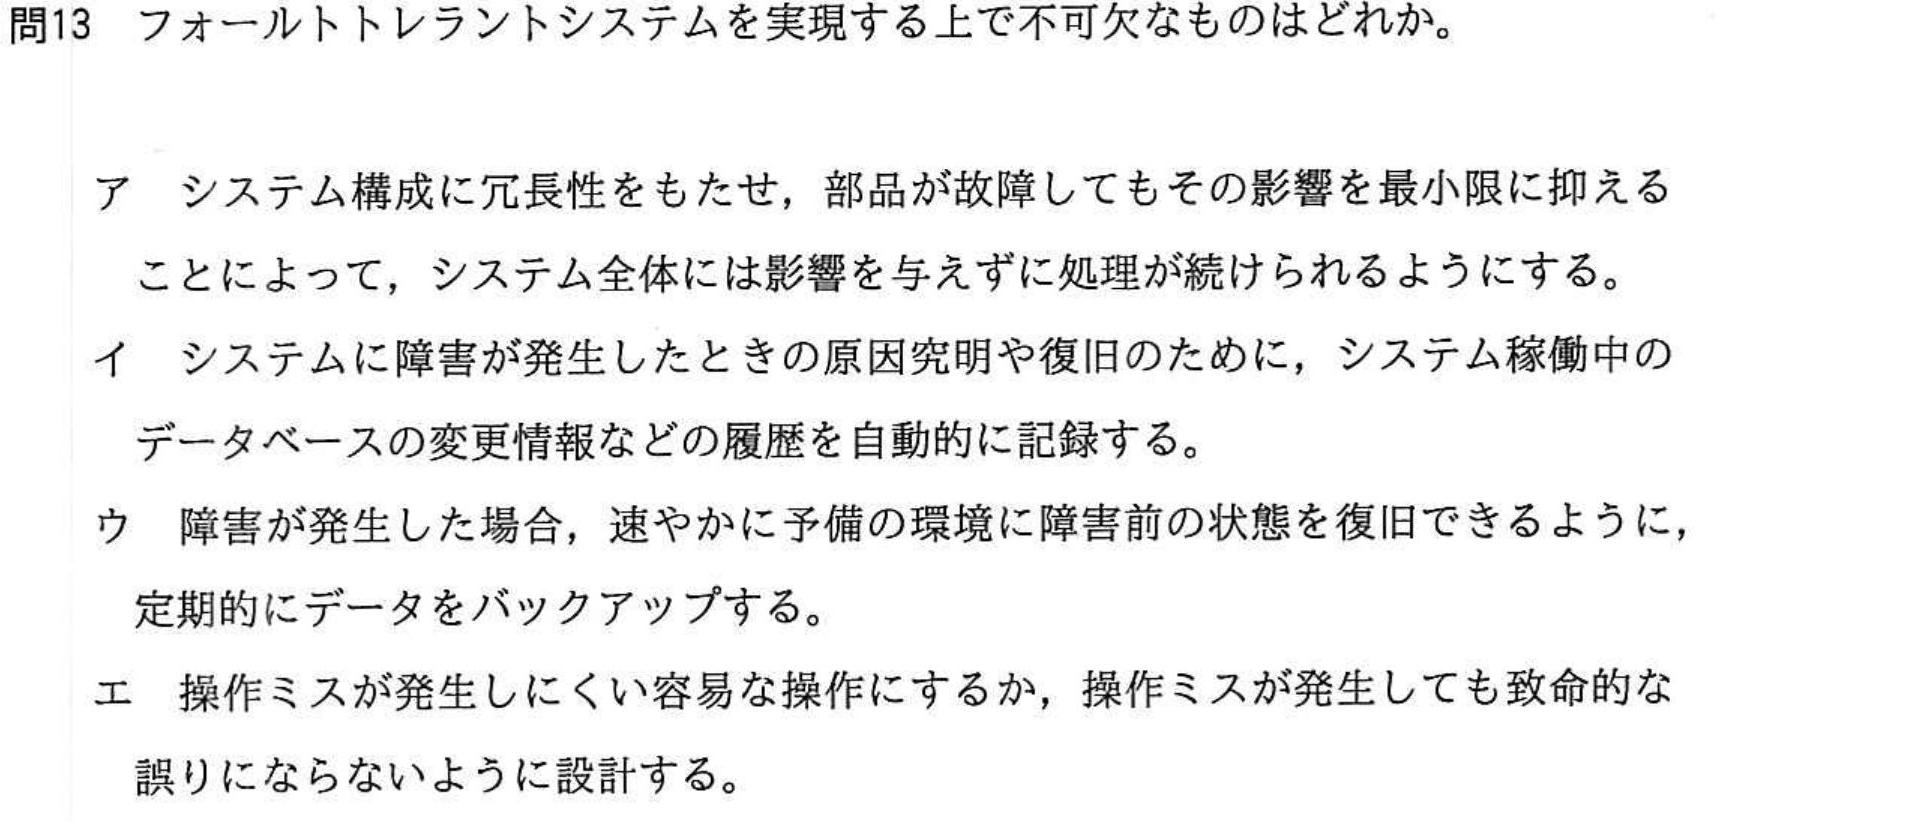 問13 フォールトトレラントシステムを実現する上で不可欠なものはどれか。
ア システム構成に冗長性をもたせ，部品が故障してもその影響を最小限に抑える
ことによって，システム全体には影響を与えずに処理が続けられるようにする。
イ システムに障害が発生したときの原因究明や復旧のために，システム稼働中の
データベースの変更情報などの履歴を自動的に記録する。
ウ 障害が発生した場合，速やかに予備の環境に障害前の状態を復旧できるように，
定期的にデータをバックアップする。
エ 操作ミスが発生しにくい容易な操作にするか，操作ミスが発生しても致命的な
誤りにならないように設計する。